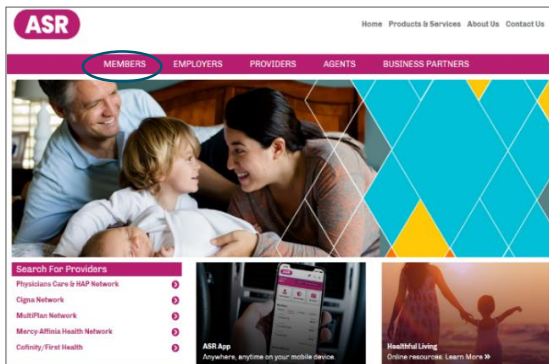 ASR
Home Products & Services About Us Contact Us
MEMBERS EMPLOYERS PROVIDERS AGENTS BUSINESS PARTNERS
Search For Providers
Physicians Care & HAP Network
Cigna Network
MultiPlan Network
Mercy-Affinia Health Network
Cofinity/First Health
ASR
ASR App
Anywhere, anytime on your mobile device.
Healthful Living
Online resources. Learn More »